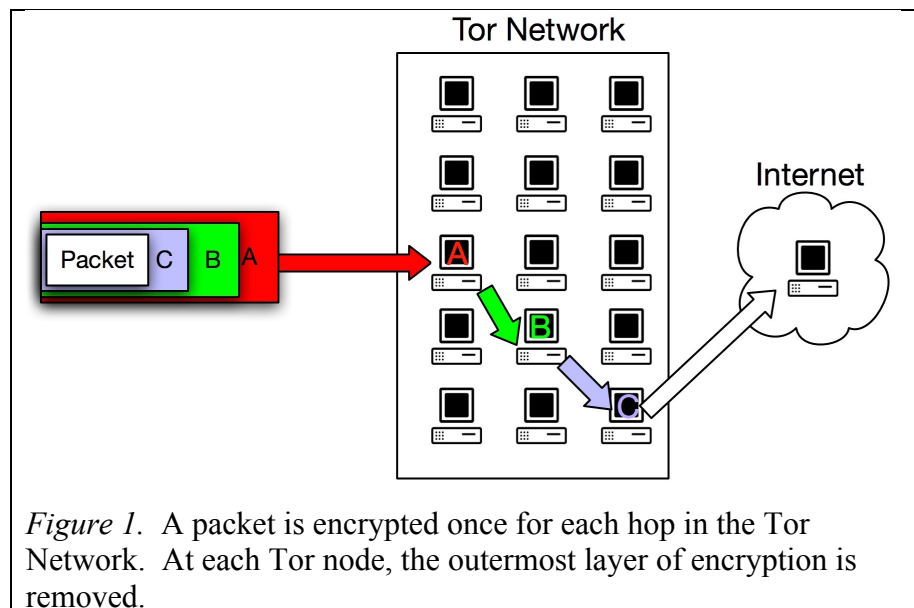 Tor Network
Internet
Packet C B A
A
B
C
Figure 1. A packet is encrypted once for each hop in the Tor
Network. At each Tor node, the outermost layer of encryption is
removed.